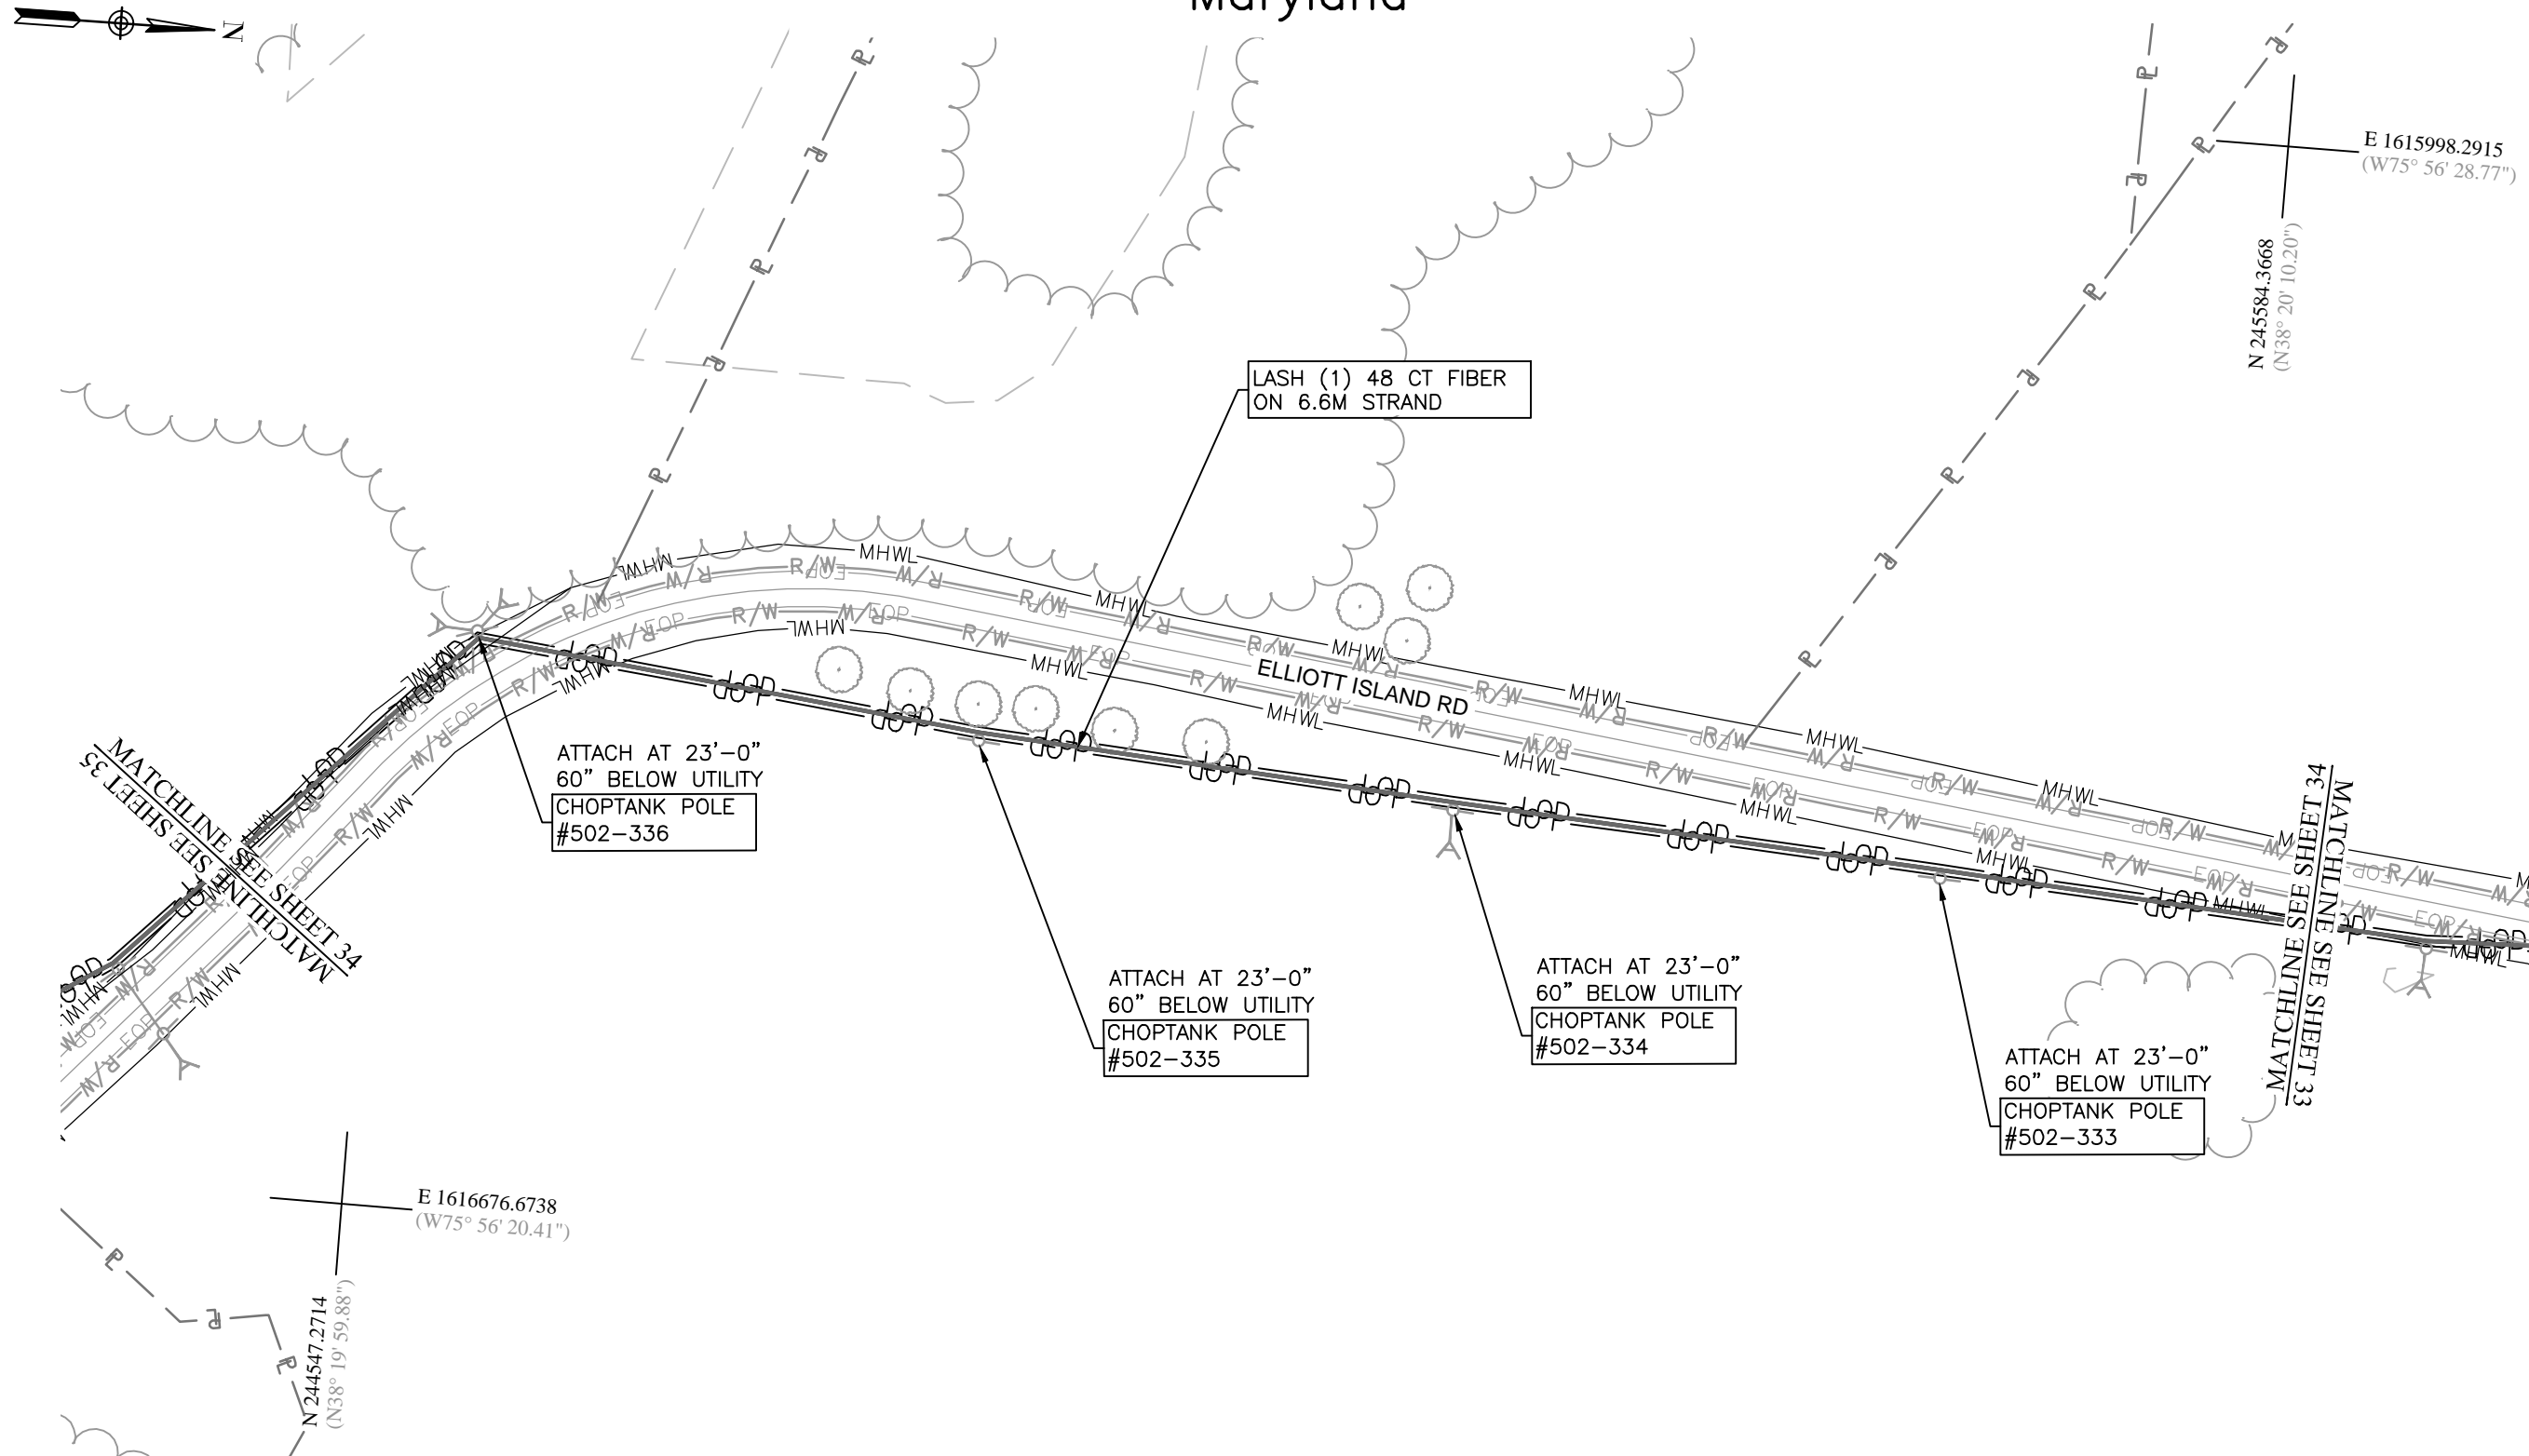 Maryland
N
E 1615998.2915
(W75° 56' 28.77")
N 245584.3668
(N38° 20' 10.20")
LASH (1) 48 CT FIBER
ON 6.6M STRAND
ELLIOTT ISLAND RD
MHWL
R/W
EOP
ATTACH AT 23'-0"
60" BELOW UTILITY
CHOPTANK POLE
#502-336
ATTACH AT 23'-0"
60" BELOW UTILITY
CHOPTANK POLE
#502-335
ATTACH AT 23'-0"
60" BELOW UTILITY
CHOPTANK POLE
#502-334
ATTACH AT 23'-0"
60" BELOW UTILITY
CHOPTANK POLE
#502-333
MATCHLINE SEE SHEET 34
MATCHLINE SEE SHEET 35
MATCHLINE SEE SHEET 34
MATCHLINE SEE SHEET 33
E 1616676.6738
(W75° 56' 20.41")
N 244547.2714
(N38° 19' 59.88")